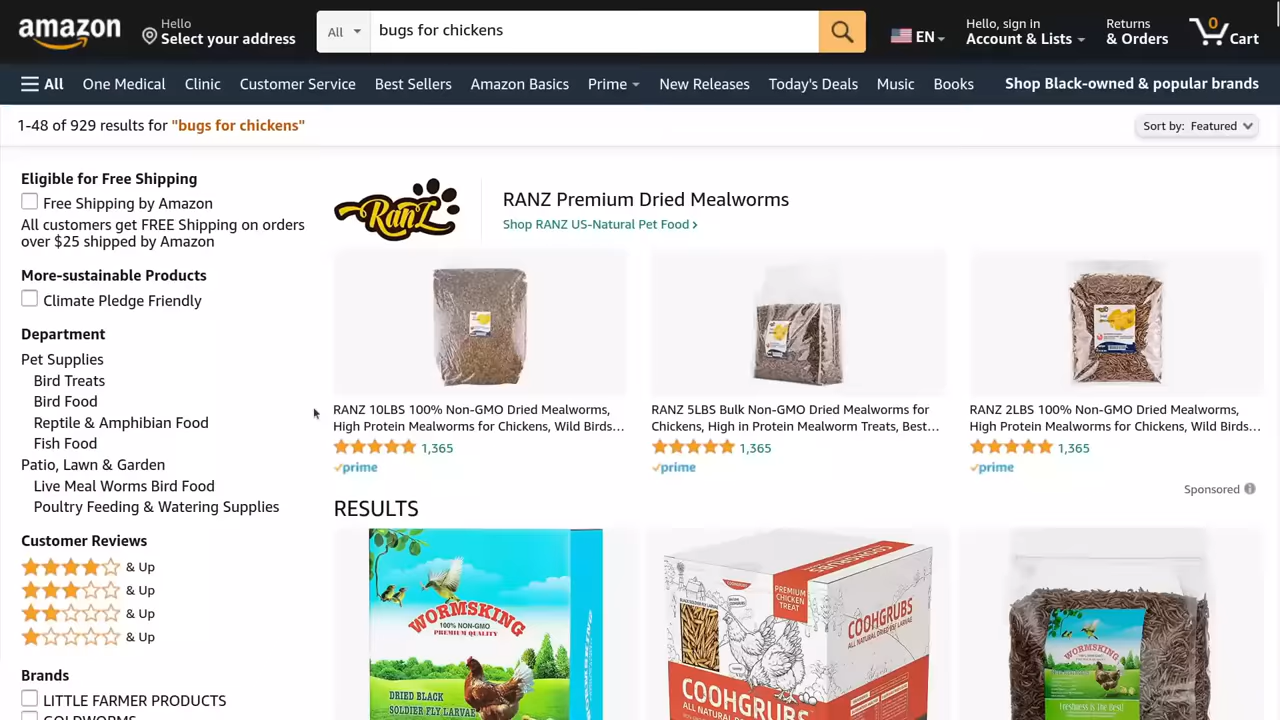 amazon
Hello
Select your address
All
bugs for chickens
EN
Hello, sign in
Account & Lists
Returns
& Orders
0
Cart
All
One Medical
Clinic
Customer Service
Best Sellers
Amazon Basics
Prime
New Releases
Today's Deals
Music
Books
Shop Black-owned & popular brands
1-48 of 929 results for "bugs for chickens"
Sort by: Featured
Eligible for Free Shipping
Free Shipping by Amazon
All customers get FREE Shipping on orders
over $25 shipped by Amazon
More-sustainable Products
Climate Pledge Friendly
Department
Pet Supplies
Bird Treats
Bird Food
Reptile & Amphibian Food
Fish Food
Patio, Lawn & Garden
Live Meal Worms Bird Food
Poultry Feeding & Watering Supplies
Customer Reviews
& Up
& Up
& Up
& Up
Brands
LITTLE FARMER PRODUCTS
GOLDWORMS
RanZ
RANZ Premium Dried Mealworms
Shop RANZ US-Natural Pet Food ›
RANZ 10LBS 100% Non-GMO Dried Mealworms,
High Protein Mealworms for Chickens, Wild Birds…
1,365
prime
RANZ 5LBS Bulk Non-GMO Dried Mealworms for
Chickens, High in Protein Mealworm Treats, Best…
1,365
prime
RANZ 2LBS 100% Non-GMO Dried Mealworms,
High Protein Mealworms for Chickens, Wild Birds…
1,365
prime
Sponsored
RESULTS
WORMSKING
100% NON-GMO
PREMIUM QUALITY
DRIED BLACK
SOLDIER FLY LARVAE
COOHGRUBS
PREMIUM
CHICKEN
TREAT
COOHGRUBS
ALL NATURAL DRIED BSF LARVAE
COOHGRUBS
WORMSKING
Freshness Is The Best!